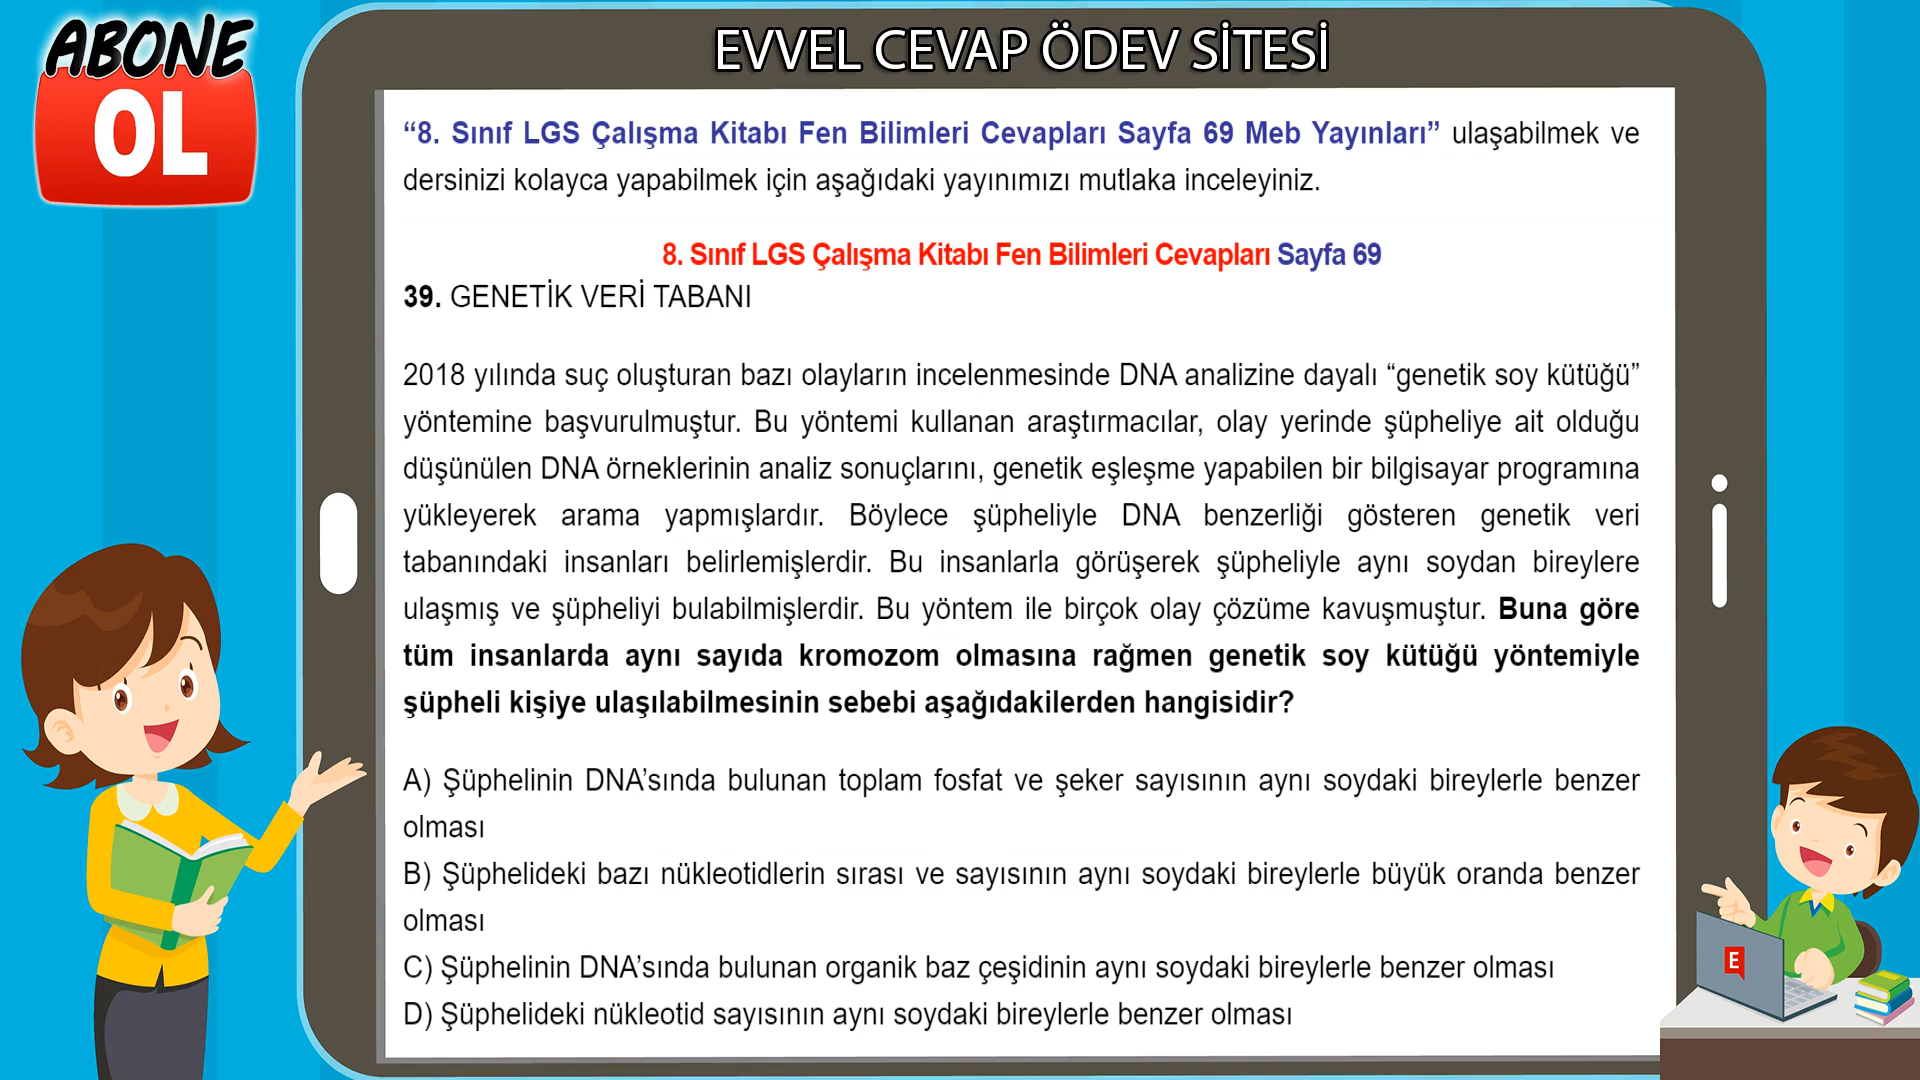 ABONE
OL
EVVEL CEVAP ÖDEV SİTESİ
“8. Sınıf LGS Çalışma Kitabı Fen Bilimleri Cevapları Sayfa 69 Meb Yayınları” ulaşabilmek ve
dersinizi kolayca yapabilmek için aşağıdaki yayınımızı mutlaka inceleyiniz.
8. Sınıf LGS Çalışma Kitabı Fen Bilimleri Cevapları Sayfa 69
39. GENETİK VERİ TABANI
2018 yılında suç oluşturan bazı olayların incelenmesinde DNA analizine dayalı “genetik soy kütüğü”
yöntemine başvurulmuştur. Bu yöntemi kullanan araştırmacılar, olay yerinde şüpheliye ait olduğu
düşünülen DNA örneklerinin analiz sonuçlarını, genetik eşleşme yapabilen bir bilgisayar programına
yükleyerek arama yapmışlardır. Böylece şüpheliyle DNA benzerliği gösteren genetik veri
tabanındaki insanları belirlemişlerdir. Bu insanlarla görüşerek şüpheliyle aynı soydan bireylere
ulaşmış ve şüpheliyi bulabilmişlerdir. Bu yöntem ile birçok olay çözüme kavuşmuştur. Buna göre
tüm insanlarda aynı sayıda kromozom olmasına rağmen genetik soy kütüğü yöntemiyle
şüpheli kişiye ulaşılabilmesinin sebebi aşağıdakilerden hangisidir?
A) Şüphelinin DNA’sında bulunan toplam fosfat ve şeker sayısının aynı soydaki bireylerle benzer
olması
B) Şüphelideki bazı nükleotidlerin sırası ve sayısının aynı soydaki bireylerle büyük oranda benzer
olması
C) Şüphelinin DNA’sında bulunan organik baz çeşidinin aynı soydaki bireylerle benzer olması
D) Şüphelideki nükleotid sayısının aynı soydaki bireylerle benzer olması
E